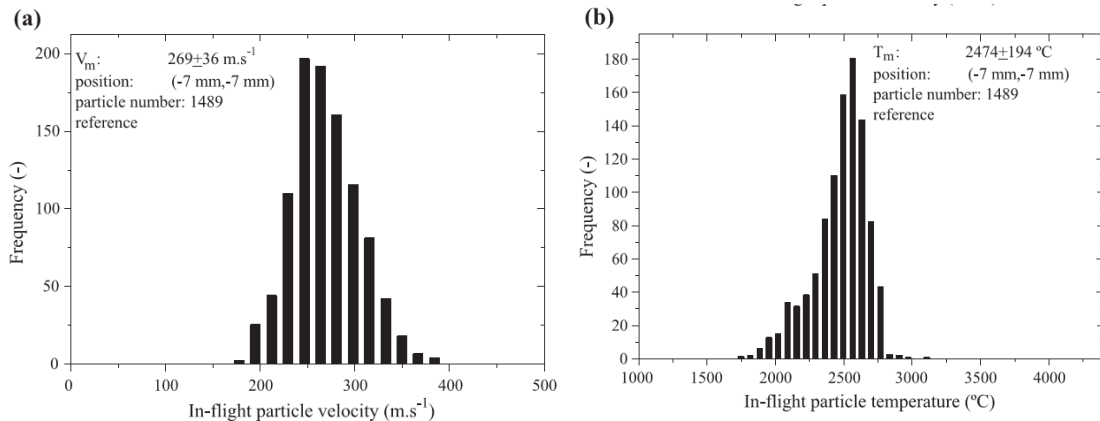 (a)
V_m: 269±36 m.s^-1
position: (-7 mm,-7 mm)
particle number: 1489
reference
200
150
100
50
0
Frequency (-)
0 100 200 300 400 500
In-flight particle velocity (m.s^-1)
(b)
T_m: 2474±194 ºC
position: (-7 mm,-7 mm)
particle number: 1489
reference
180
160
140
120
100
80
60
40
20
0
Frequency (-)
1000 1500 2000 2500 3000 3500 4000
In-flight particle temperature (ºC)